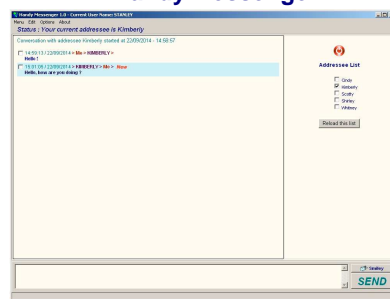 Handy Messenger
Handy Messenger 1.0 - Current User Name: STANLEY
Menu Edit Options About
Status : Your current addressee is Kimberly
Conversation with addressee Kimberly started at 22/09/2014 - 14:58:57
14:59:13 / 22/09/2014 > Me > KIMBERLY >
Hello !
15:01:05 / 22/09/2014 > KIMBERLY > Me > New
Hello, how are you doing ?
Addressee List
Cindy
Kimberly
Scotty
Shirley
Whitney
Reload this list
Smiley
SEND